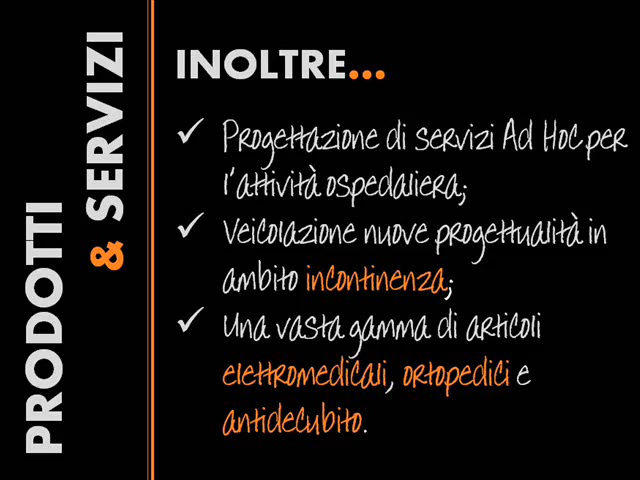 PRODOTTI
& SERVIZI
INOLTRE...
✓ Progettazione di servizi Ad Hoc per
l'attività ospedaliera;
✓ Veicolazione nuove progettualità in
ambito incontinenza;
✓ Una vasta gamma di articoli
elettromedicali, ortopedici e
antidecubito.